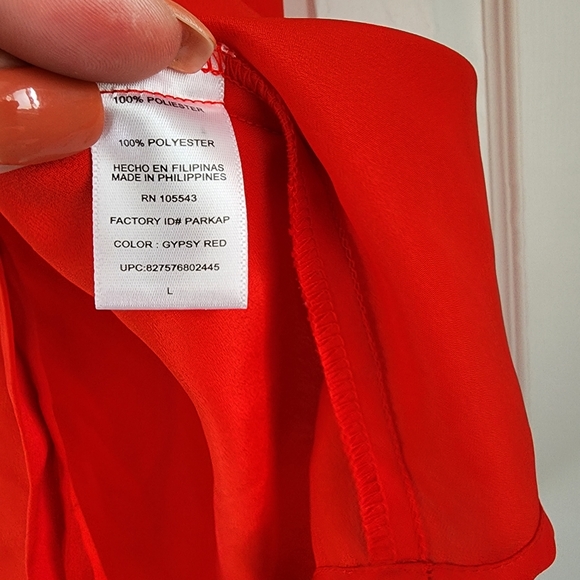 100% POLIESTER
100% POLYESTER
HECHO EN FILIPINAS
MADE IN PHILIPPINES
RN 105543
FACTORY ID# PARKAP
COLOR : GYPSY RED
UPC:827576802445
L